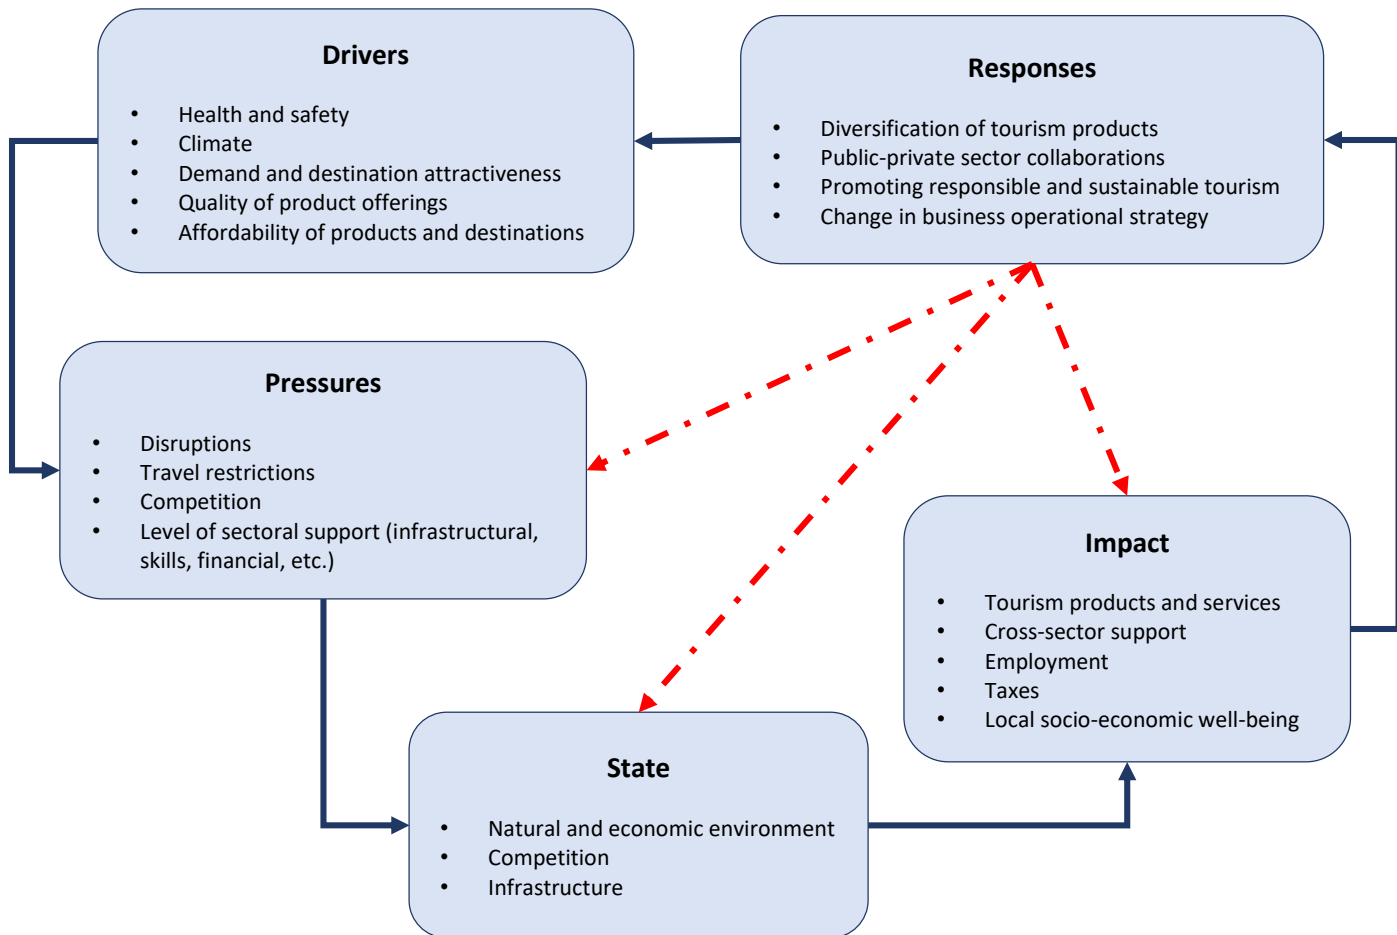 Drivers
• Health and safety
• Climate
• Demand and destination attractiveness
• Quality of product offerings
• Affordability of products and destinations
Responses
• Diversification of tourism products
• Public-private sector collaborations
• Promoting responsible and sustainable tourism
• Change in business operational strategy
Pressures
• Disruptions
• Travel restrictions
• Competition
• Level of sectoral support (infrastructural,
skills, financial, etc.)
Impact
• Tourism products and services
• Cross-sector support
• Employment
• Taxes
• Local socio-economic well-being
State
• Natural and economic environment
• Competition
• Infrastructure